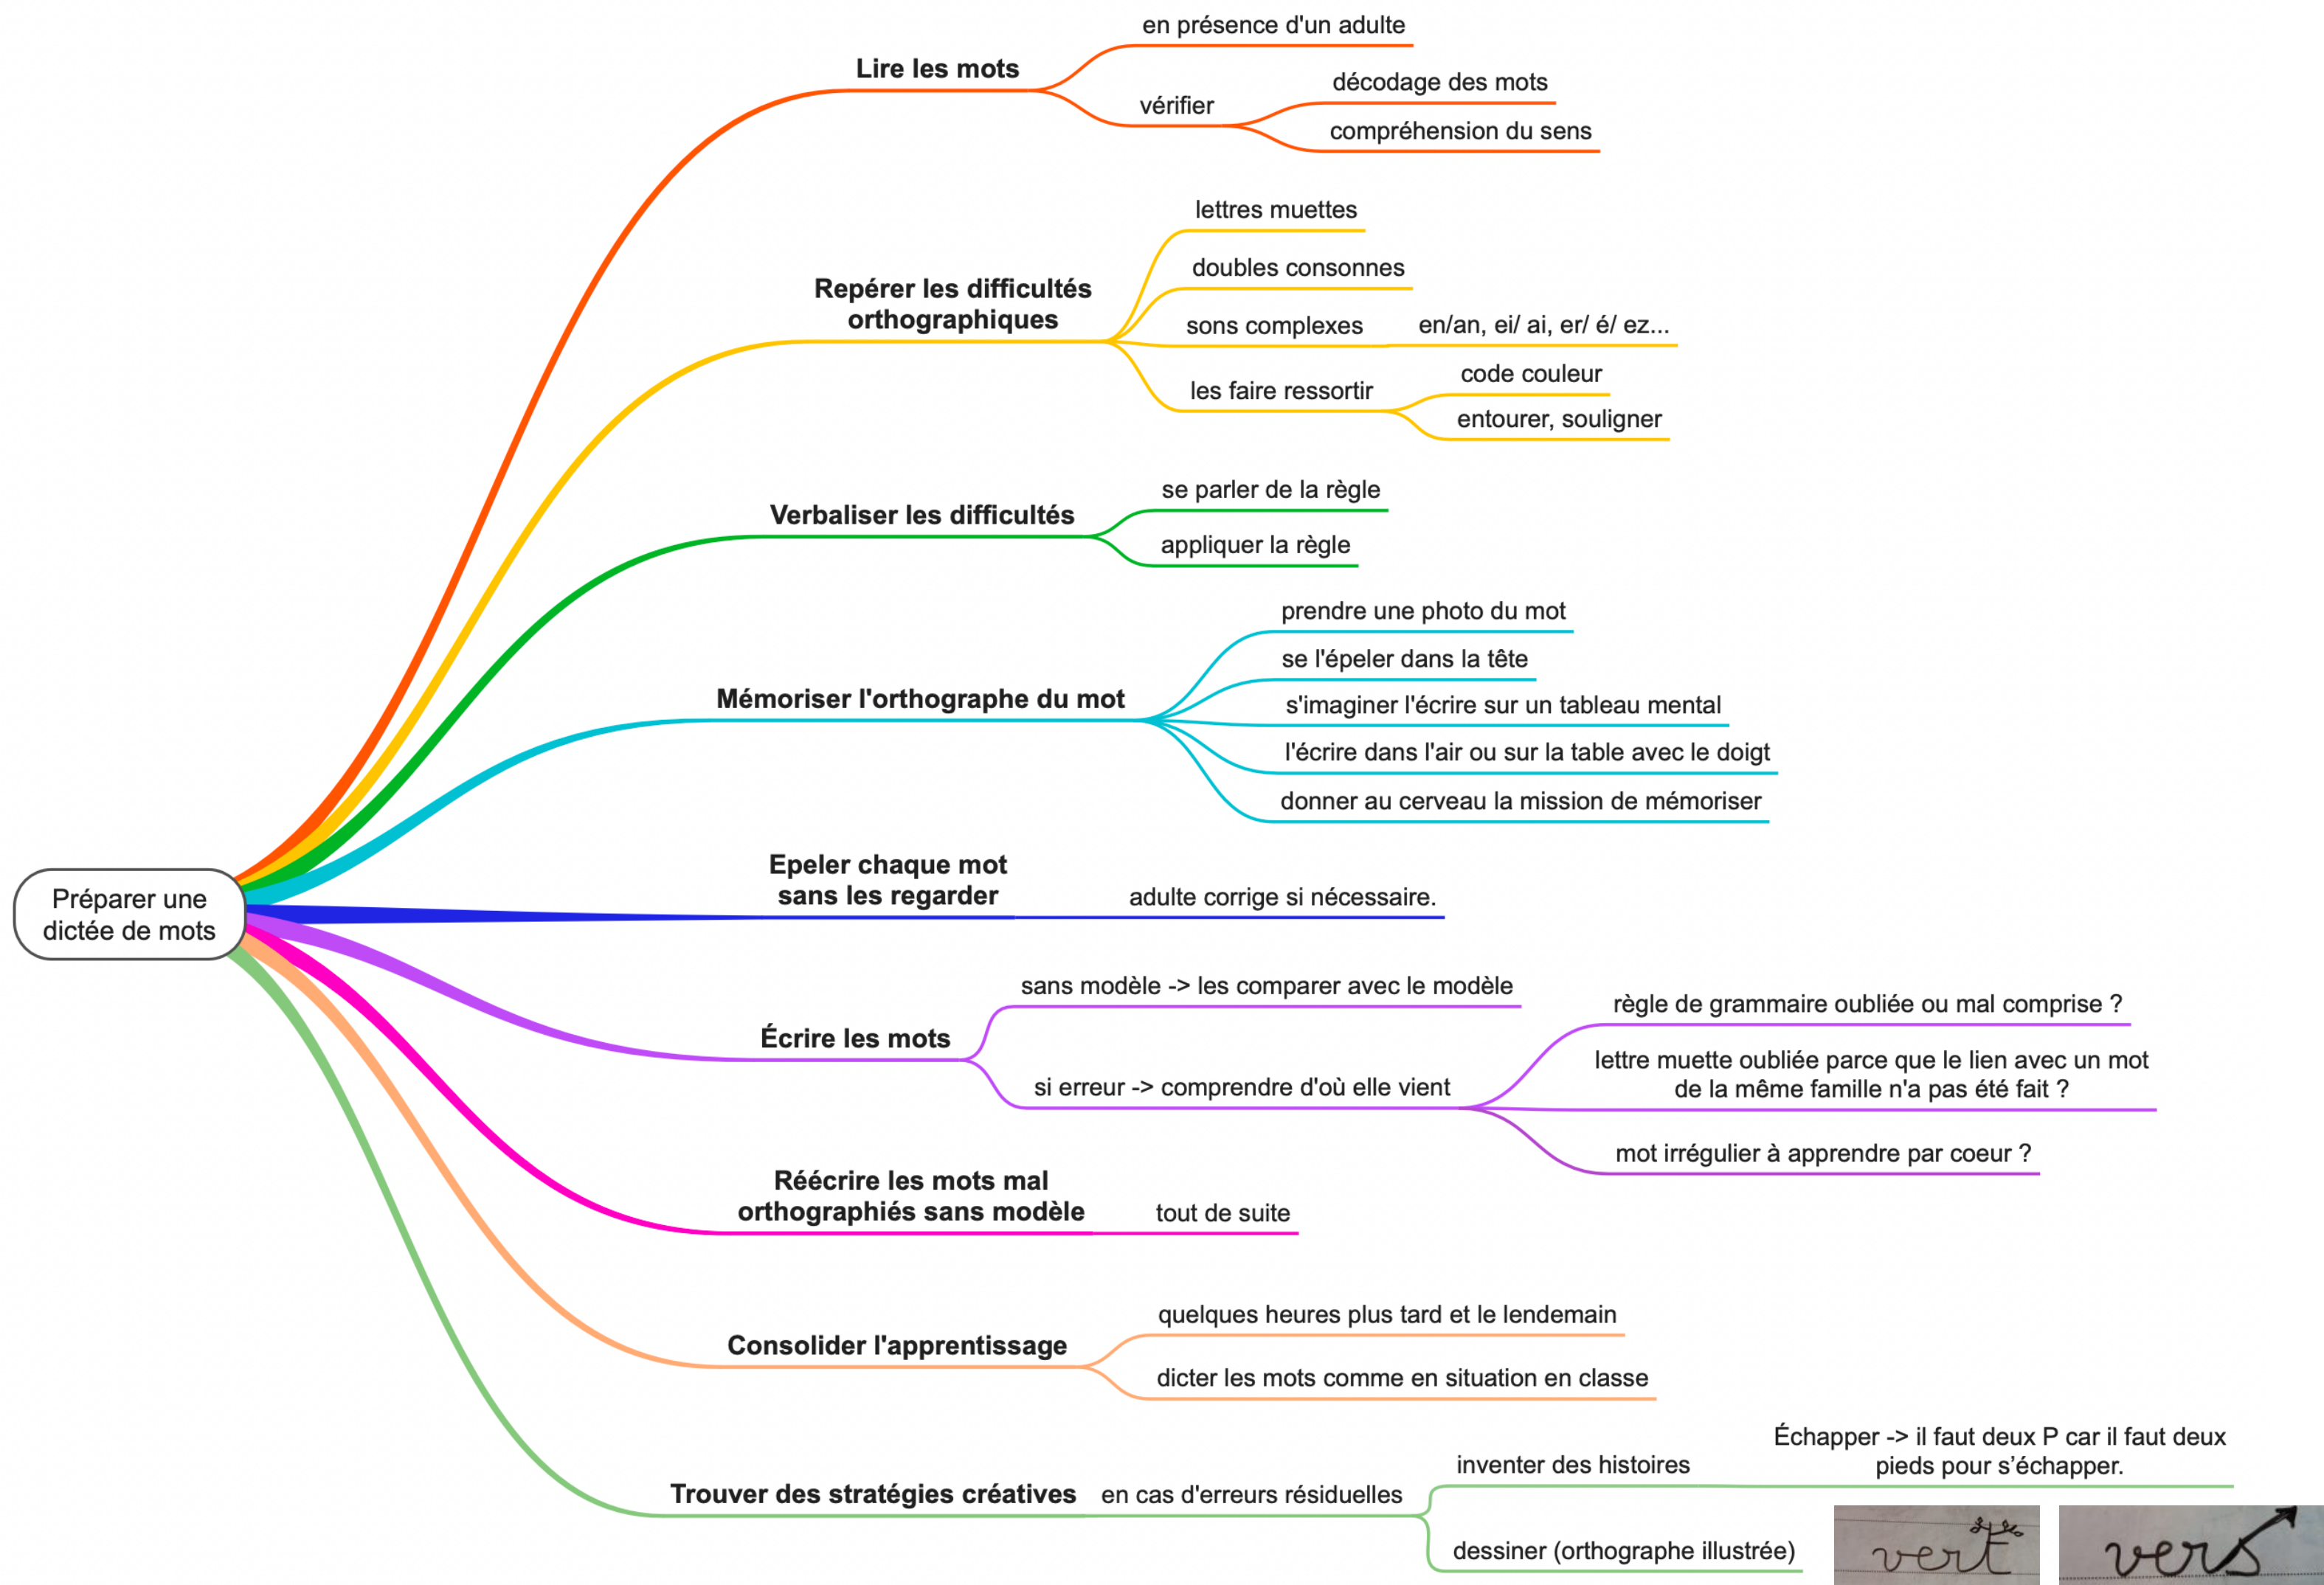 Préparer une
dictée de mots
Lire les mots
en présence d'un adulte
vérifier
décodage des mots
compréhension du sens
Repérer les difficultés
orthographiques
lettres muettes
doubles consonnes
sons complexes
en/an, ei/ ai, er/ é/ ez...
les faire ressortir
code couleur
entourer, souligner
Verbaliser les difficultés
se parler de la règle
appliquer la règle
Mémoriser l'orthographe du mot
prendre une photo du mot
se l'épeler dans la tête
s'imaginer l'écrire sur un tableau mental
l'écrire dans l'air ou sur la table avec le doigt
donner au cerveau la mission de mémoriser
Epeler chaque mot
sans les regarder
adulte corrige si nécessaire.
Écrire les mots
sans modèle -> les comparer avec le modèle
si erreur -> comprendre d'où elle vient
règle de grammaire oubliée ou mal comprise ?
lettre muette oubliée parce que le lien avec un mot
de la même famille n'a pas été fait ?
mot irrégulier à apprendre par coeur ?
Réécrire les mots mal
orthographiés sans modèle
tout de suite
Consolider l'apprentissage
quelques heures plus tard et le lendemain
dicter les mots comme en situation en classe
Trouver des stratégies créatives
en cas d'erreurs résiduelles
inventer des histoires
Échapper -> il faut deux P car il faut deux
pieds pour s’échapper.
dessiner (orthographe illustrée)
vert
vers